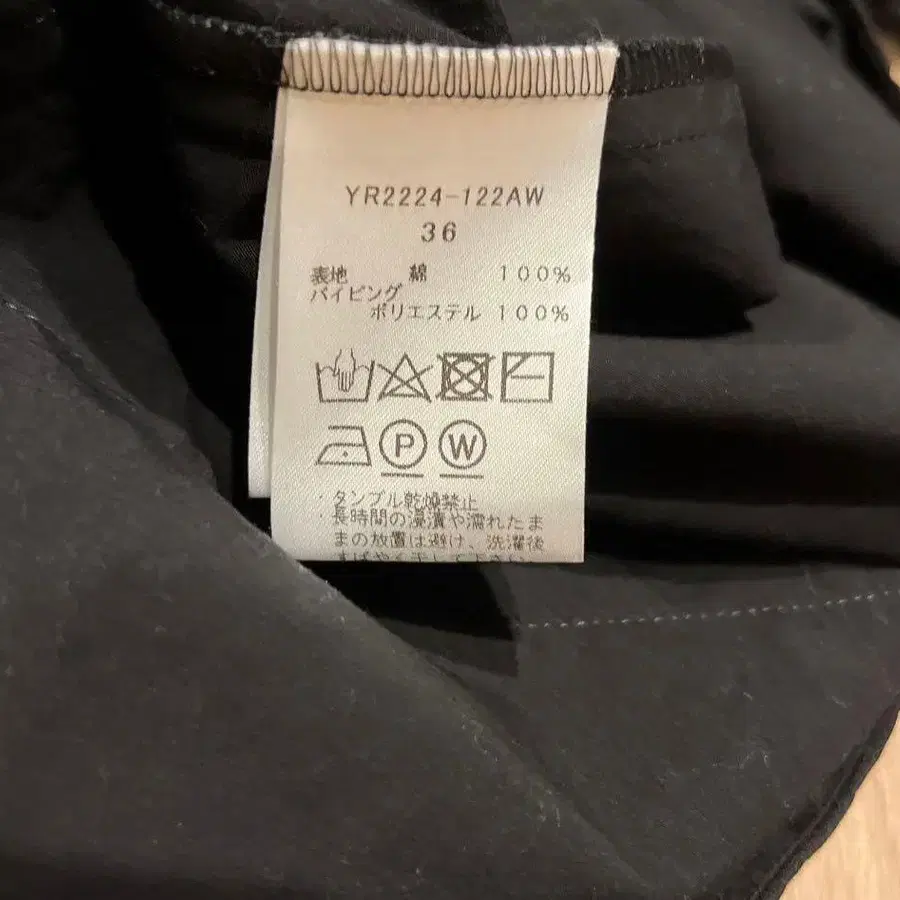 YR2224-122AW
36
表地 綿 100%
パイピング
ポリエステル 100%
P W
・タンブル乾燥禁止
・長時間の浸漬や濡れたま
まの放置は避け、洗濯後